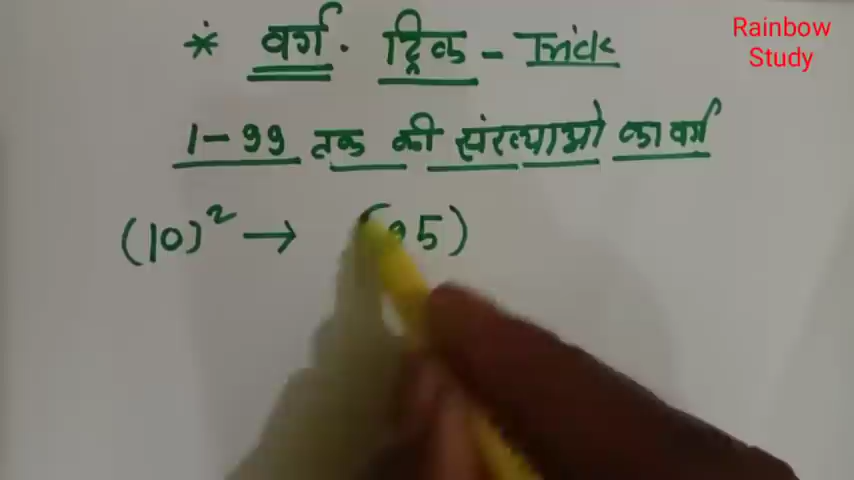 * वर्ग. ट्रिक - Trick
Rainbow
Study
1-99 तक की संख्याओ का वर्ग
(10)² → ( 5)